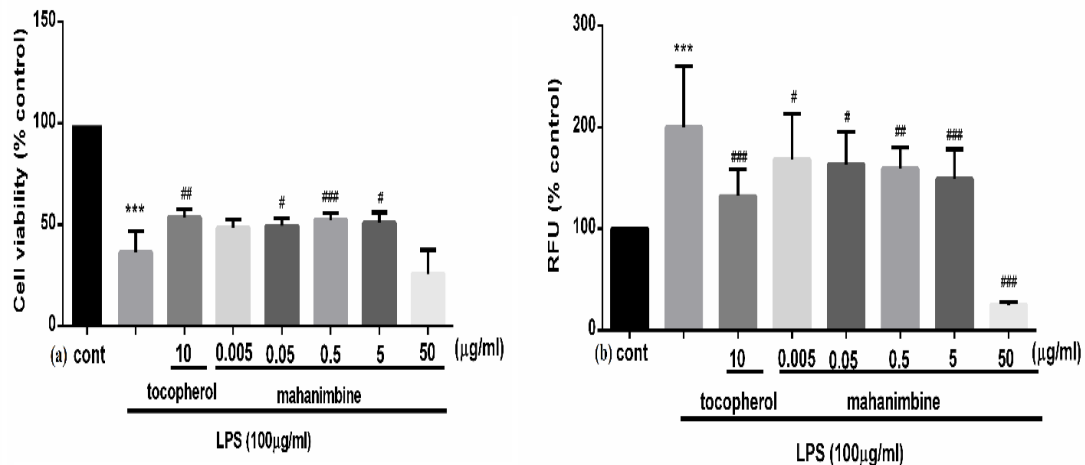 Cell viability (% control)
150
100
50
0
***
##
#
###
#
(a) cont
10
0.005
0.05
0.5
5
50
(μg/ml)
tocopherol
mahanimbine
LPS (100μg/ml)
RFU (% control)
300
200
100
0
***
###
#
#
##
###
###
(b) cont
10
0.005
0.05
0.5
5
50
(μg/ml)
tocopherol
mahanimbine
LPS (100μg/ml)